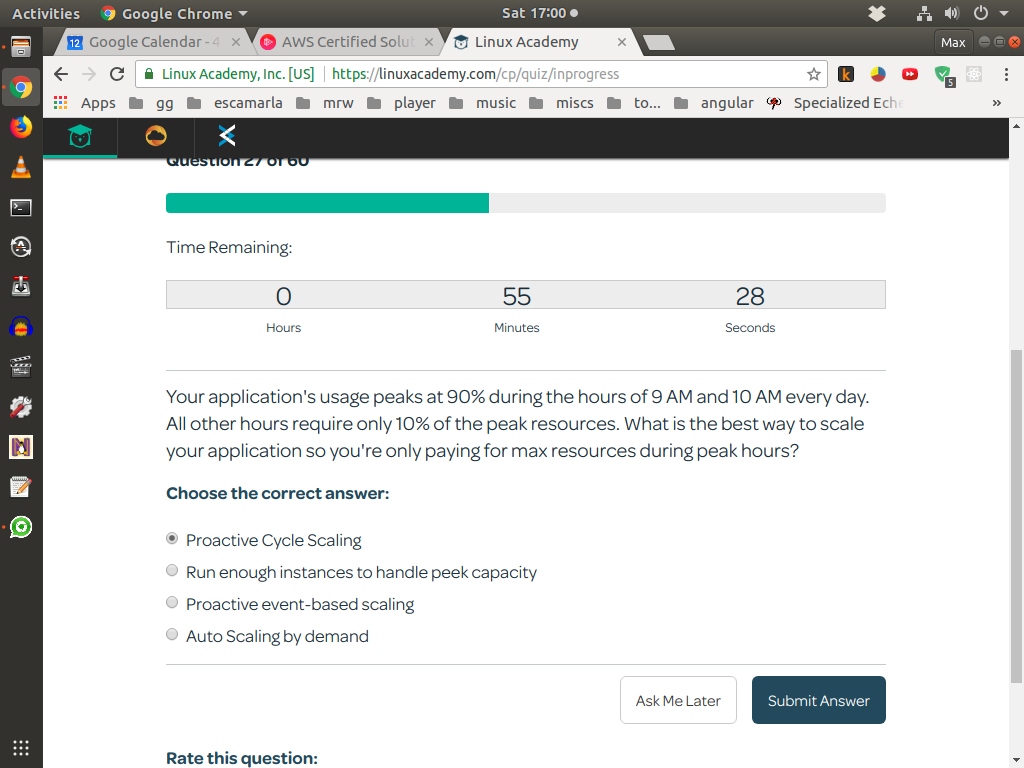 Activities Google Chrome Sat 17:00
12 Google Calendar - 4 AWS Certified Solut Linux Academy Max
Linux Academy, Inc. [US] https://linuxacademy.com/cp/quiz/inprogress k 5
Apps gg escamarla mrw player music miscs to... angular Specialized Eche »
Question 27 of 60
Time Remaining:
0 55 28
Hours Minutes Seconds
Your application's usage peaks at 90% during the hours of 9 AM and 10 AM every day.
All other hours require only 10% of the peak resources. What is the best way to scale
your application so you're only paying for max resources during peak hours?
Choose the correct answer:
Proactive Cycle Scaling
Run enough instances to handle peek capacity
Proactive event-based scaling
Auto Scaling by demand
Ask Me Later Submit Answer
Rate this question: